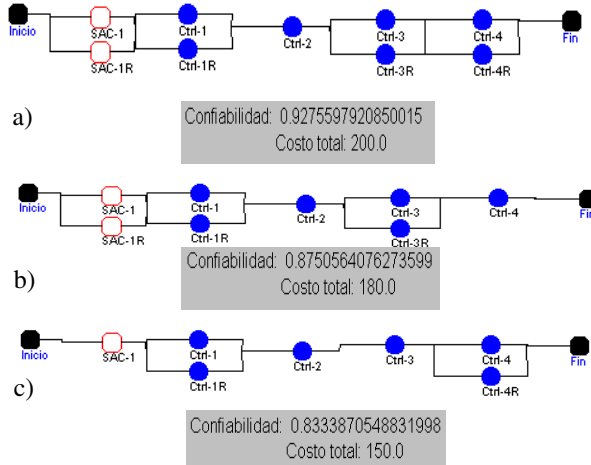 Inicio SAC-1 Ctrl-1 Ctrl-2 Ctrl-3 Ctrl-4 Fin
SAC-1R Ctrl-1R Ctrl-3R Ctrl-4R
a)
Confiabilidad: 0.9275597920850015
Costo total: 200.0
Inicio SAC-1 Ctrl-1 Ctrl-2 Ctrl-3 Ctrl-4 Fin
SAC-1R Ctrl-1R Ctrl-3R
b)
Confiabilidad: 0.8750564076273599
Costo total: 180.0
Inicio SAC-1 Ctrl-1 Ctrl-2 Ctrl-3 Ctrl-4 Fin
Ctrl-1R Ctrl-4R
c)
Confiabilidad: 0.8333870548831998
Costo total: 150.0